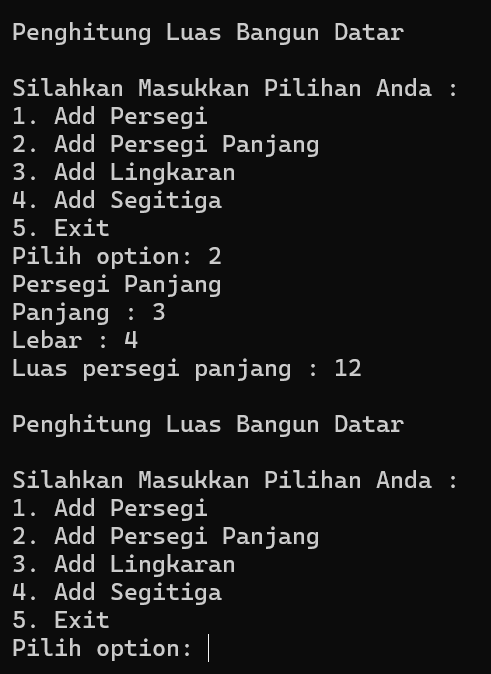 Penghitung Luas Bangun Datar
Silahkan Masukkan Pilihan Anda :
1. Add Persegi
2. Add Persegi Panjang
3. Add Lingkaran
4. Add Segitiga
5. Exit
Pilih option: 2
Persegi Panjang
Panjang : 3
Lebar : 4
Luas persegi panjang : 12
Penghitung Luas Bangun Datar
Silahkan Masukkan Pilihan Anda :
1. Add Persegi
2. Add Persegi Panjang
3. Add Lingkaran
4. Add Segitiga
5. Exit
Pilih option: